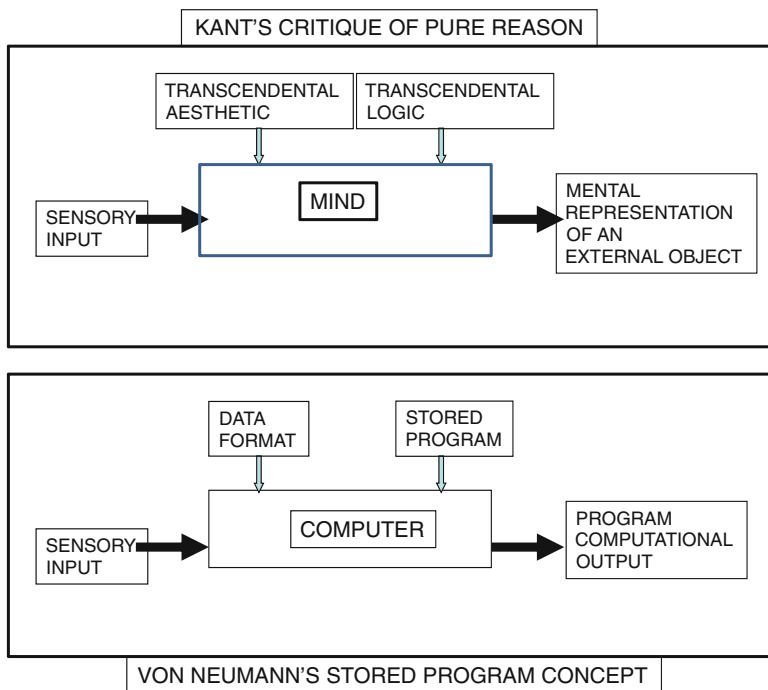 KANT'S CRITIQUE OF PURE REASON
TRANSCENDENTAL
AESTHETIC
TRANSCENDENTAL
LOGIC
MIND
SENSORY
INPUT
MENTAL
REPRESENTATION
OF AN
EXTERNAL OBJECT
DATA
FORMAT
STORED
PROGRAM
COMPUTER
SENSORY
INPUT
PROGRAM
COMPUTATIONAL
OUTPUT
VON NEUMANN'S STORED PROGRAM CONCEPT